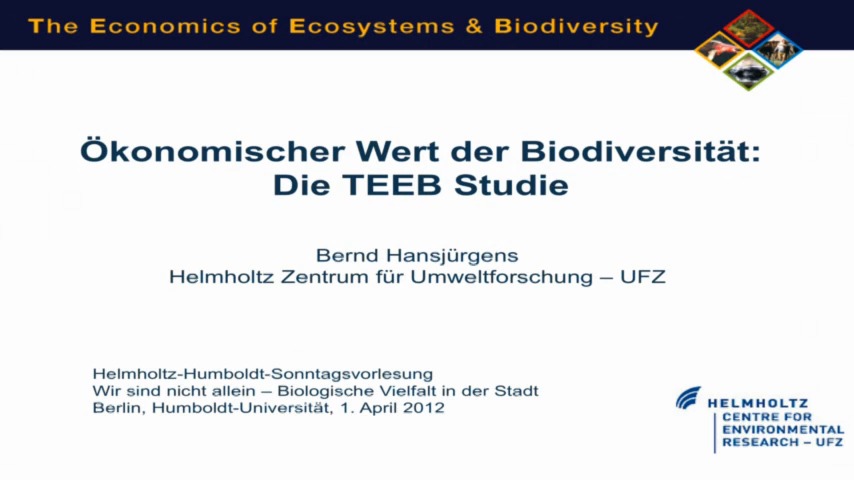 The Economics of Ecosystems & Biodiversity
Ökonomischer Wert der Biodiversität:
Die TEEB Studie
Bernd Hansjürgens
Helmholtz Zentrum für Umweltforschung – UFZ
Helmholtz-Humboldt-Sonntagsvorlesung
Wir sind nicht allein – Biologische Vielfalt in der Stadt
Berlin, Humboldt-Universität, 1. April 2012
HELMHOLTZ
CENTRE FOR
ENVIRONMENTAL
RESEARCH – UFZ